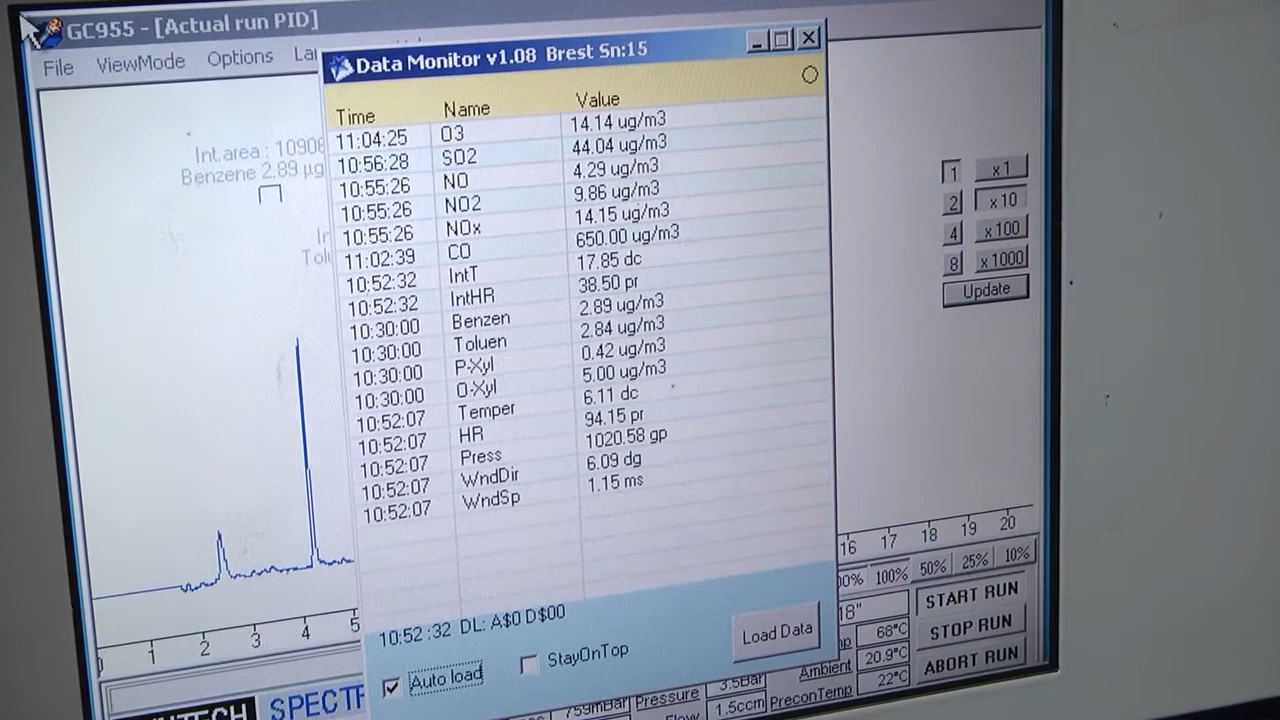 GC955 - [Actual run PID]
File ViewMode Options
Data Monitor v1.08 Brest Sn:15
Time Name Value
11:04:25 O3 14.14 ug/m3
10:56:28 SO2 44.04 ug/m3
10:55:26 NO 4.29 ug/m3
10:55:26 NO2 9.86 ug/m3
10:55:26 NOx 14.15 ug/m3
11:02:39 CO 650.00 ug/m3
10:52:32 IntT 17.85 dc
10:52:32 IntHR 38.50 pr
10:30:00 Benzen 2.89 ug/m3
10:30:00 Toluen 2.84 ug/m3
10:30:00 P-Xyl 0.42 ug/m3
10:30:00 O-Xyl 5.00 ug/m3
10:52:07 Temper 6.11 dc
10:52:07 HR 94.15 pr
10:52:07 Press 1020.58 gp
10:52:07 WndDir 6.09 dg
10:52:07 WndSp 1.15 ms
10:52:32 DL: A$0 D$00
Auto load
StayOnTop
Load Data
Int.area : 10908
Benzene 2.89 µg
1 2 3 4 5
1 x1
2 x10
4 x100
8 x1000
Update
16 17 18 19 20
100% 50% 25% 10%
18"
START RUN
STOP RUN
ABORT RUN
68°C
Ambient 20.9°C
PreconTemp 22°C
759mBar Pressure 3.5Bar
Flow 1.5ccm